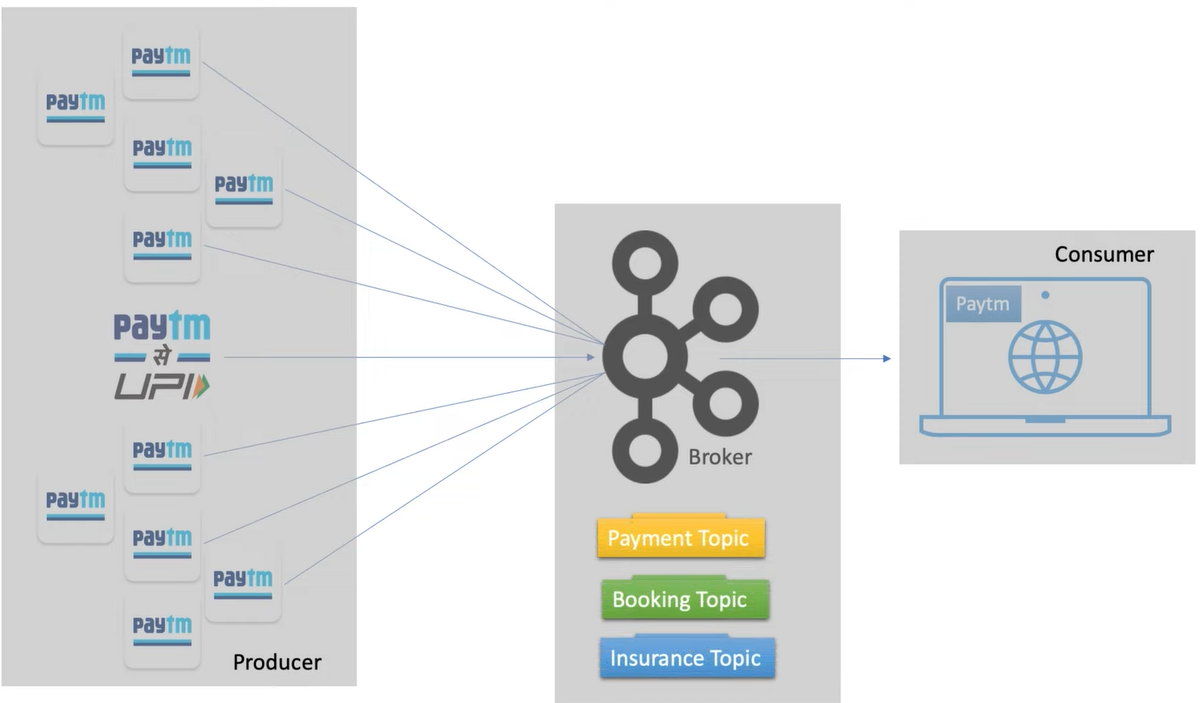 paytm
paytm
paytm
paytm
paytm
paytm
से
UPI
paytm
paytm
paytm
paytm
paytm
Producer
Broker
Payment Topic
Booking Topic
Insurance Topic
Consumer
Paytm